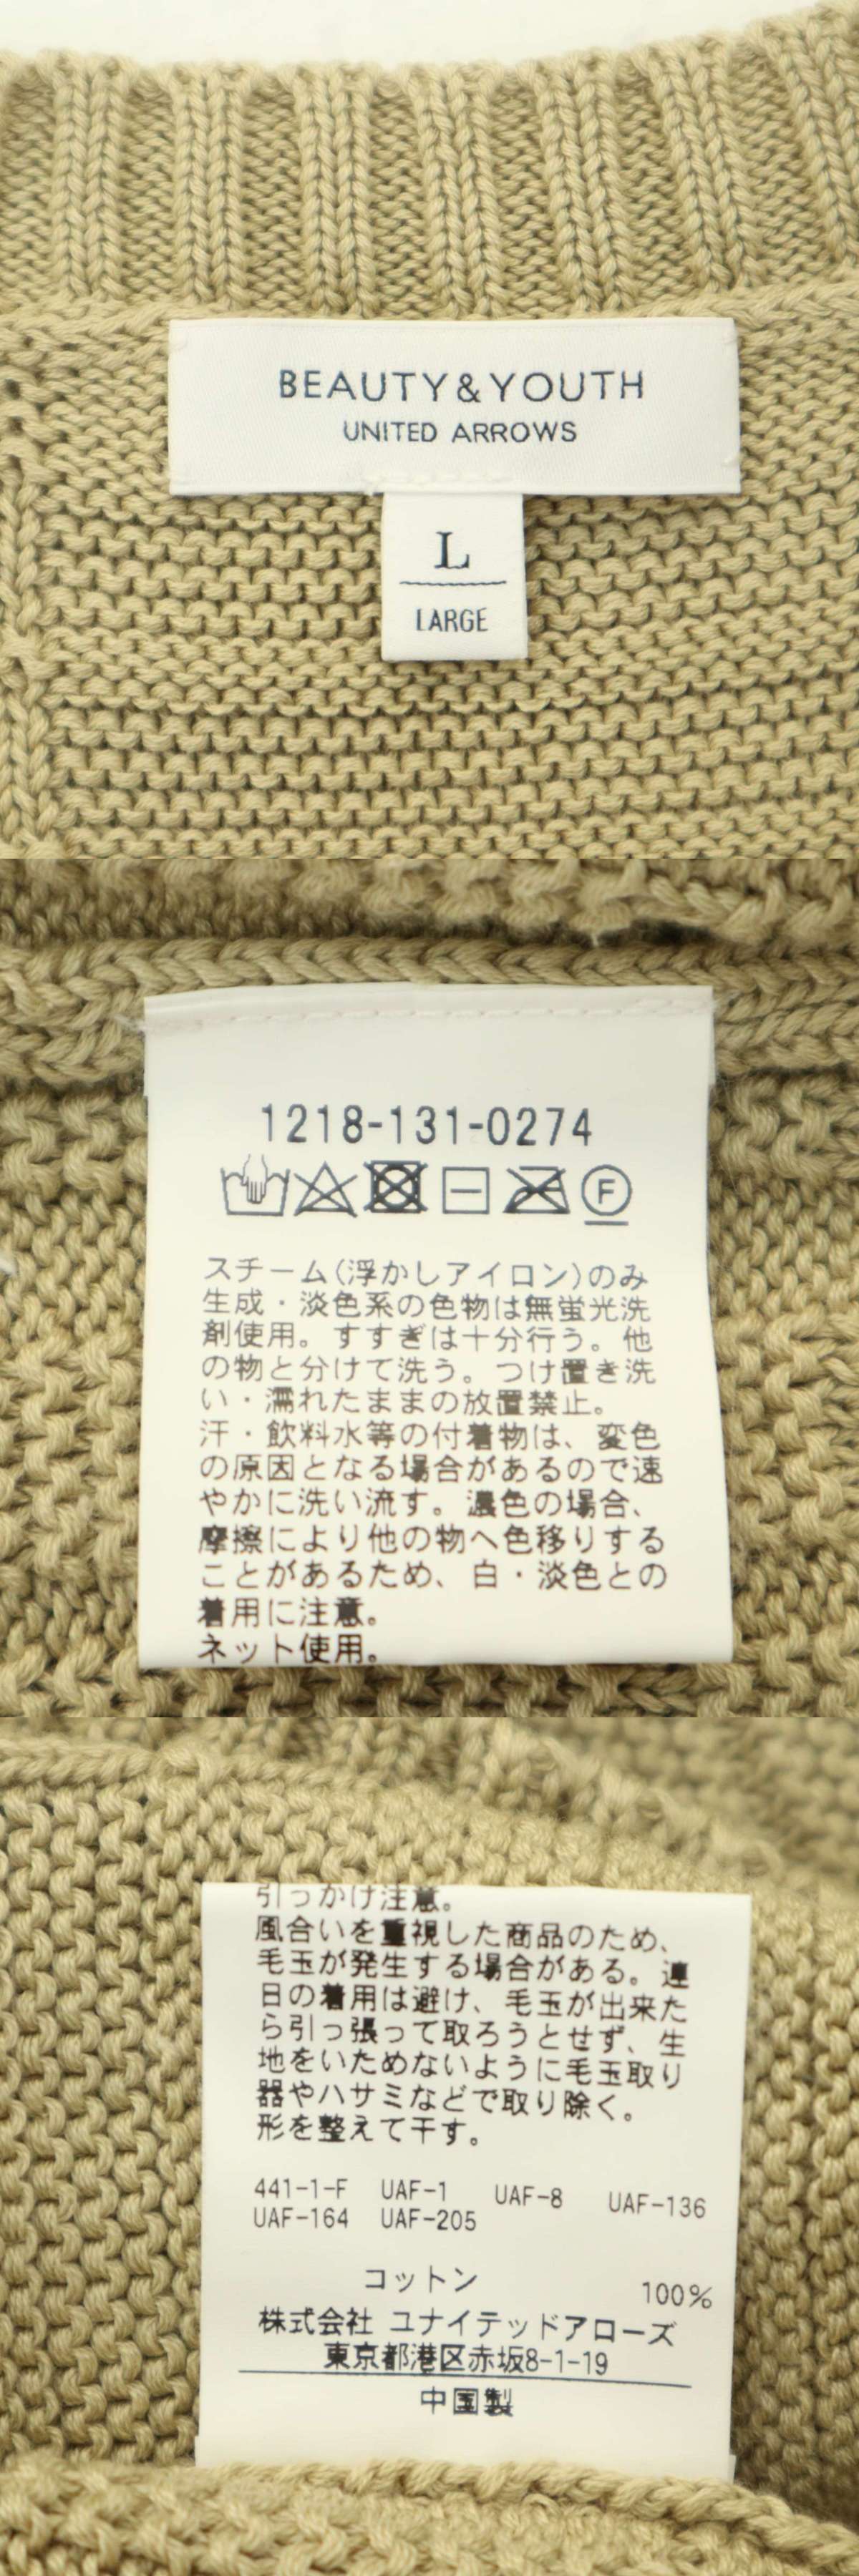 BEAUTY&YOUTH
UNITED ARROWS
L
LARGE
1218-131-0274
F
スチーム(浮かしアイロン)のみ
生成・淡色系の色物は無蛍光洗
剤使用。すすぎは十分行う。他
の物と分けて洗う。つけ置き洗
い・濡れたままの放置禁止。
汗・飲料水等の付着物は、変色
の原因となる場合があるので速
やかに洗い流す。濃色の場合、
摩擦により他の物へ色移りする
ことがあるため、白・淡色との
着用に注意。
ネット使用。
引っかけ注意。
風合いを重視した商品のため、
毛玉が発生する場合がある。連
日の着用は避け、毛玉が出来た
ら引っ張って取ろうとせず、生
地をいためないように毛玉取り
器やハサミなどで取り除く。
形を整えて干す。
441-1-F UAF-1 UAF-8 UAF-136
UAF-164 UAF-205
コットン 100%
株式会社 ユナイテッドアローズ
東京都港区赤坂8-1-19
中国製